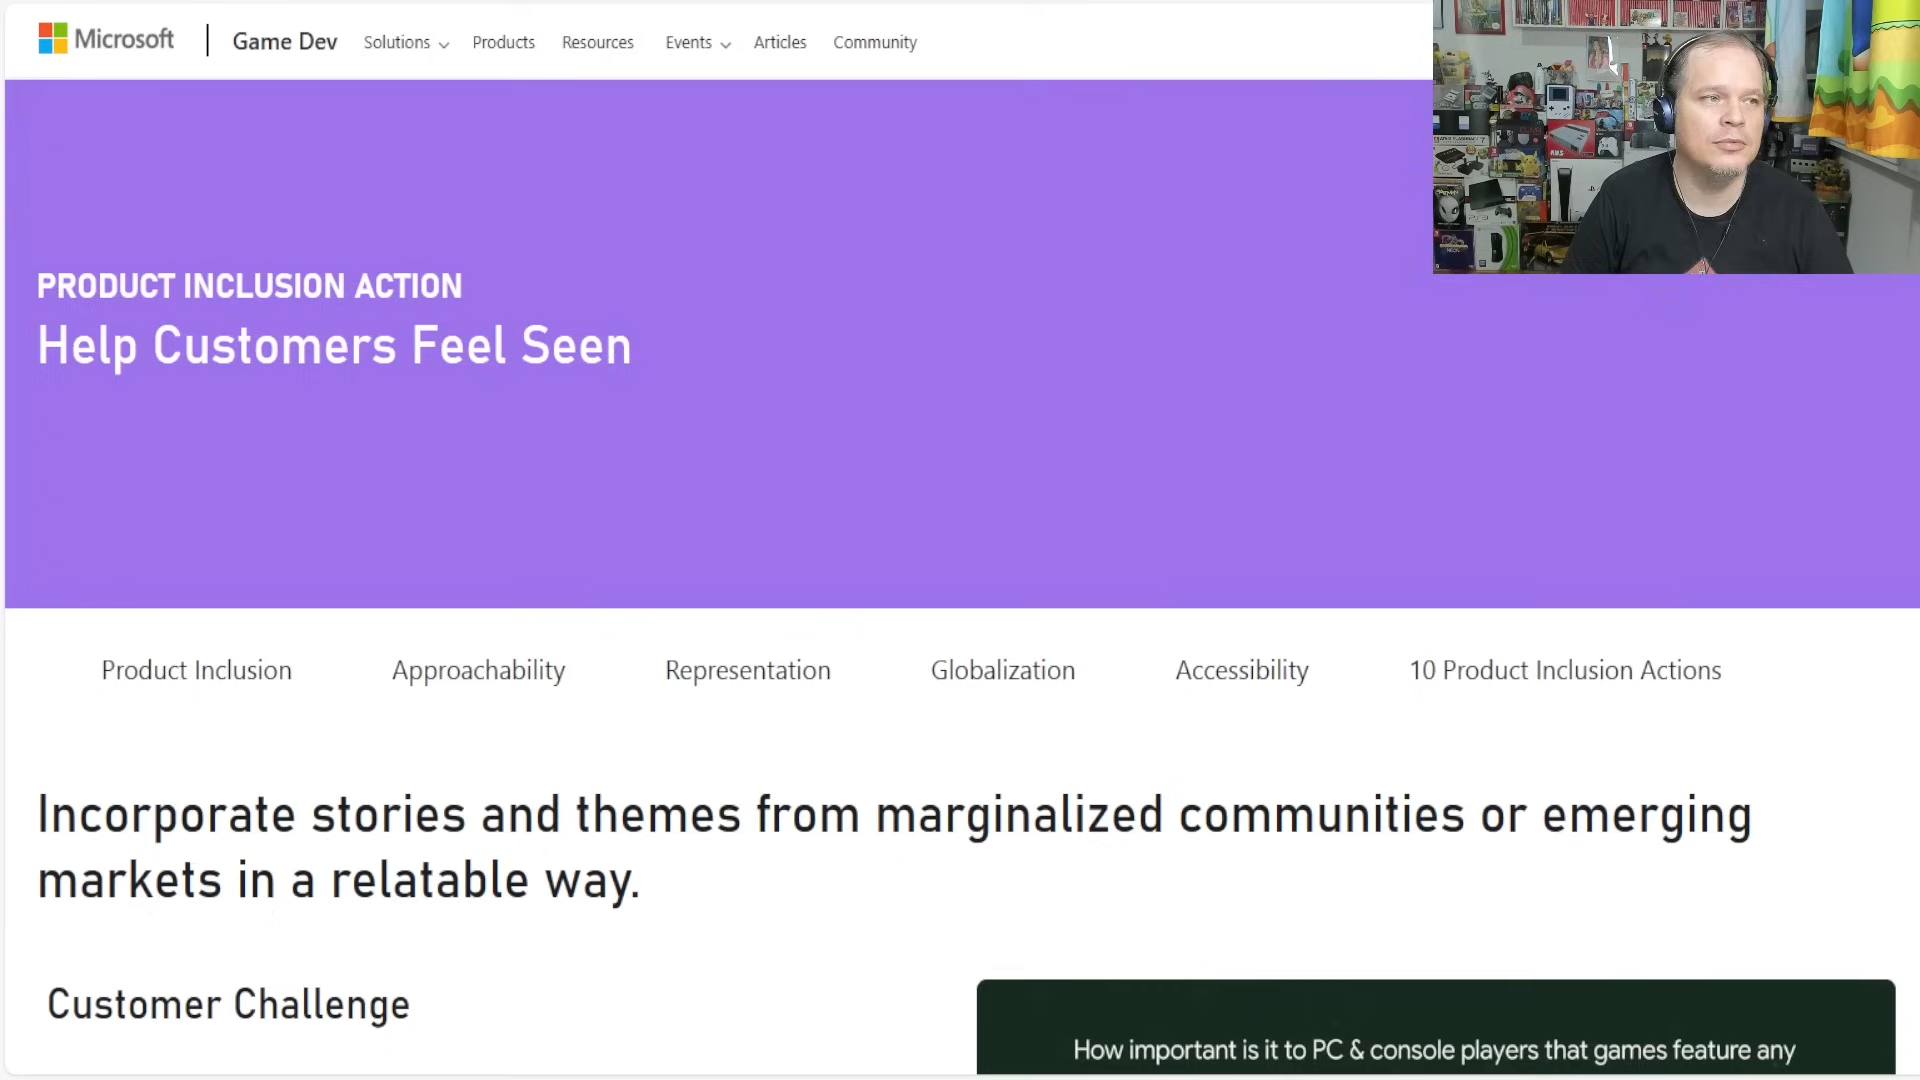 Microsoft
Game Dev
Solutions
Products
Resources
Events
Articles
Community
PRODUCT INCLUSION ACTION
Help Customers Feel Seen
Product Inclusion
Approachability
Representation
Globalization
Accessibility
10 Product Inclusion Actions
Incorporate stories and themes from marginalized communities or emerging
markets in a relatable way.
Customer Challenge
How important is it to PC & console players that games feature any